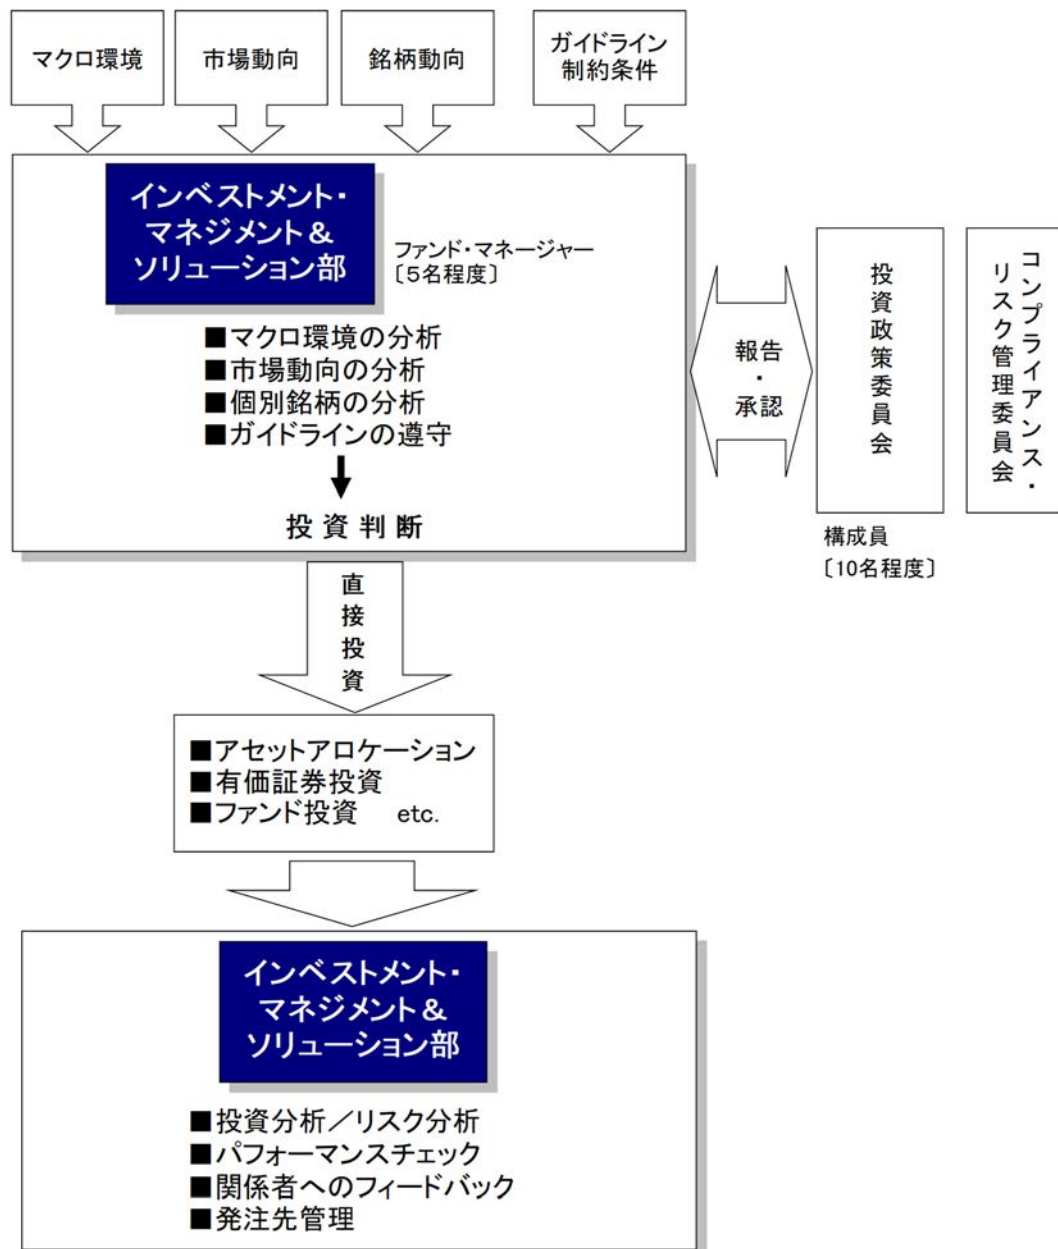 マクロ環境
市場動向
銘柄動向
ガイドライン
制約条件
インベストメント・
マネジメント＆
ソリューション部
ファンド・マネージャー
〔5名程度〕
■マクロ環境の分析
■市場動向の分析
■個別銘柄の分析
■ガイドラインの遵守
投資判断
報告
・
承認
投資政策委員会
コンプライアンス・
リスク管理委員会
構成員
〔10名程度〕
直接投資
■アセットアロケーション
■有価証券投資
■ファンド投資　etc.
インベストメント・
マネジメント＆
ソリューション部
■投資分析／リスク分析
■パフォーマンスチェック
■関係者へのフィードバック
■発注先管理